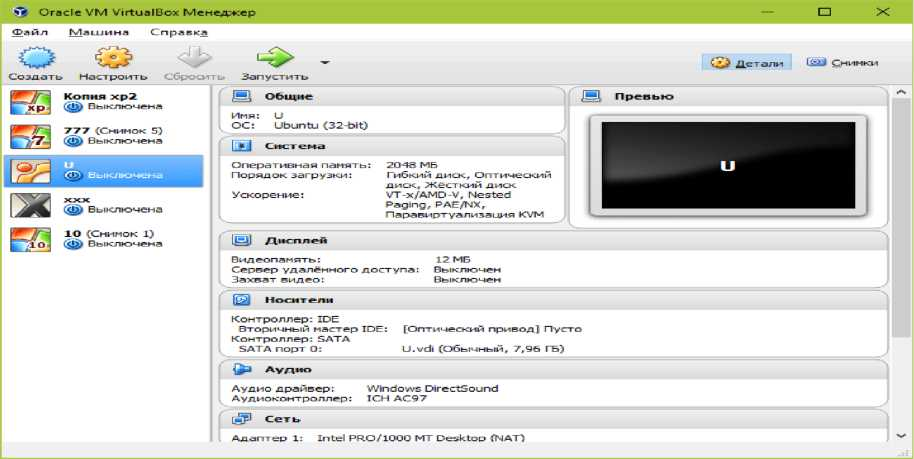 Oracle VM VirtualBox Менеджер
Файл Машина Справка
Создать Настроить Сбросить Запустить
Детали Снимки
Копия xp2
Выключена
777 (Снимок 5)
Выключена
U
Выключена
xxx
Выключена
10 (Снимок 1)
Выключена
Общие
Имя: U
ОС: Ubuntu (32-bit)
Система
Оперативная память: 2048 МБ
Порядок загрузки: Гибкий диск, Оптический
диск, Жёсткий диск
Ускорение: VT-x/AMD-V, Nested
Paging, PAE/NX,
Паравиртуализация KVM
Превью
U
Дисплей
Видеопамять: 12 МБ
Сервер удалённого доступа: Выключен
Захват видео: Выключен
Носители
Контроллер: IDE
Вторичный мастер IDE: [Оптический привод] Пусто
Контроллер: SATA
SATA порт 0: U.vdi (Обычный, 7,96 ГБ)
Аудио
Аудио драйвер: Windows DirectSound
Аудиоконтроллер: ICH AC97
Сеть
Адаптер 1: Intel PRO/1000 MT Desktop (NAT)